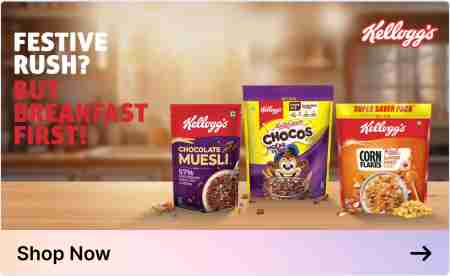 FESTIVE
RUSH?
BUT
BREAKFAST
FIRST!
Kellogg's
Kellogg's
CHOCOLATE
MUESLI
57%
Kellogg's
CHOCOS
SUPER SAVER PACK
Kellogg's
CORN
FLAKES
Shop Now